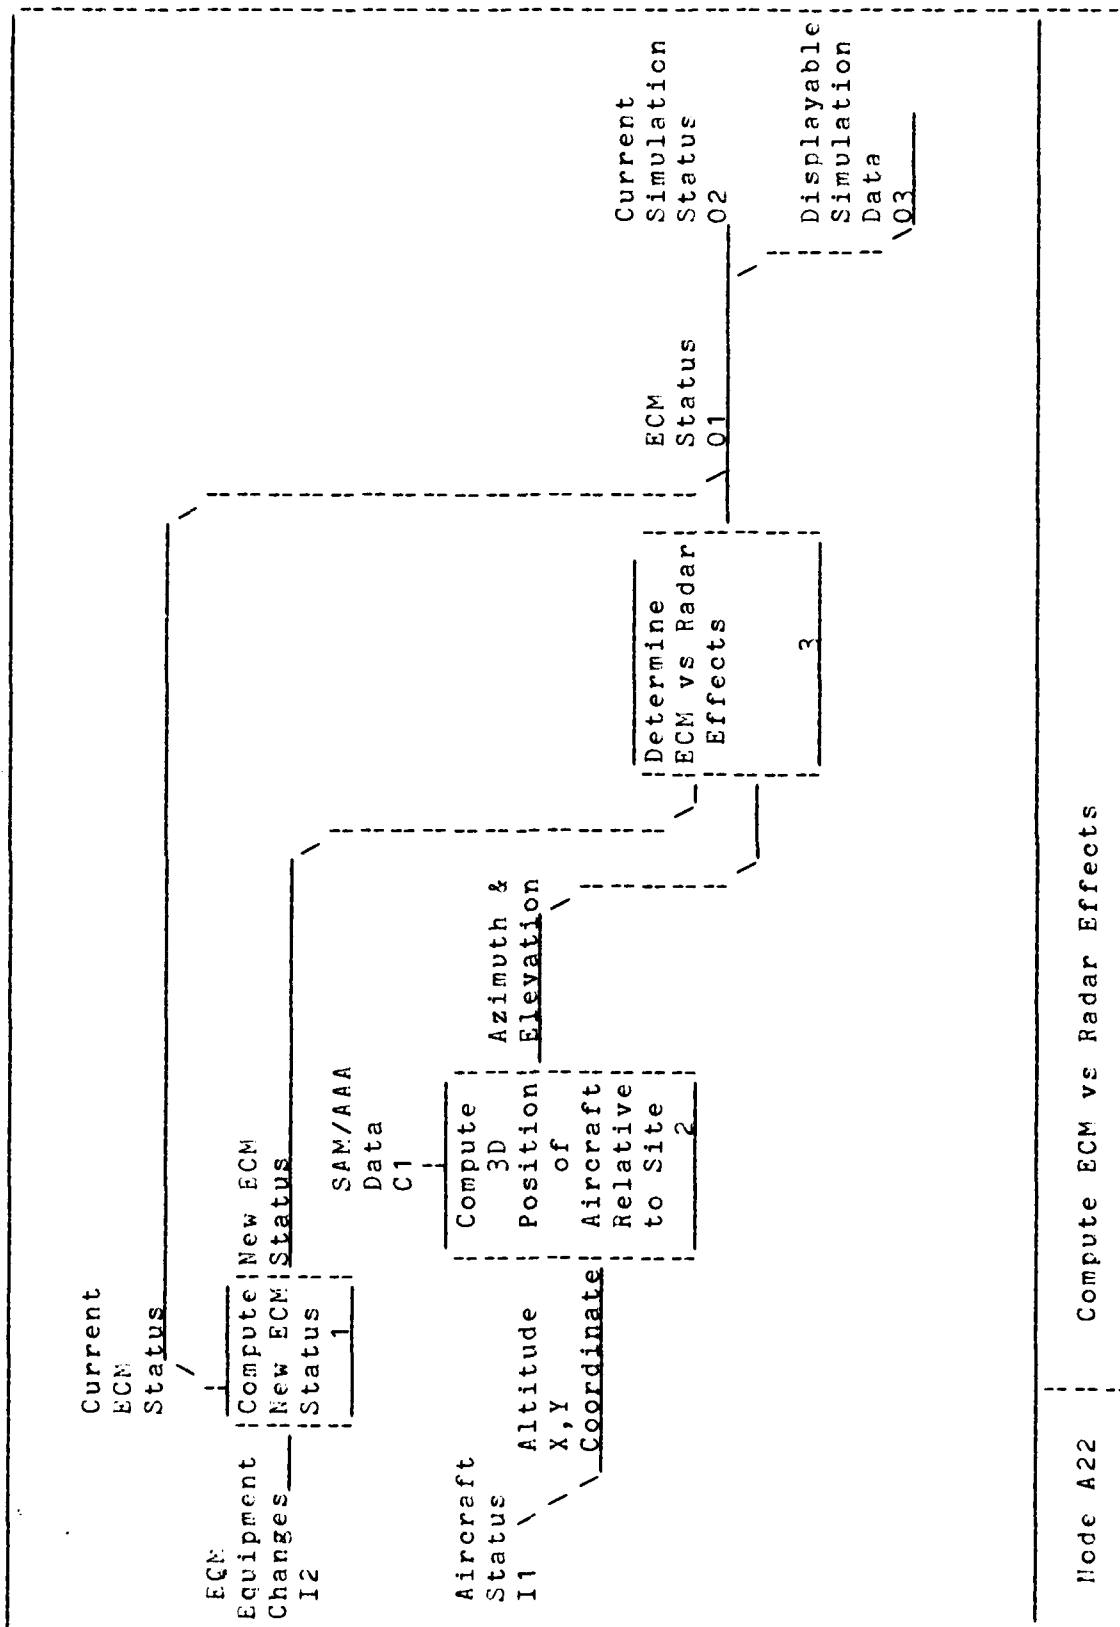 Current
ECM
Status
ECM
Equipment
Changes
I2
Compute
New ECM
Status
1
New ECM
Status
SAM/AAA
Data
C1
Aircraft
Status
I1
Altitude
X,Y
Coordinate
Compute
3D
Position
of
Aircraft
Relative
to Site
2
Azimuth &
Elevation
Determine
ECM vs Radar
Effects
3
ECM
Status
O1
Current
Simulation
Status
O2
Displayable
Simulation
Data
O3
Node A22
Compute ECM vs Radar Effects